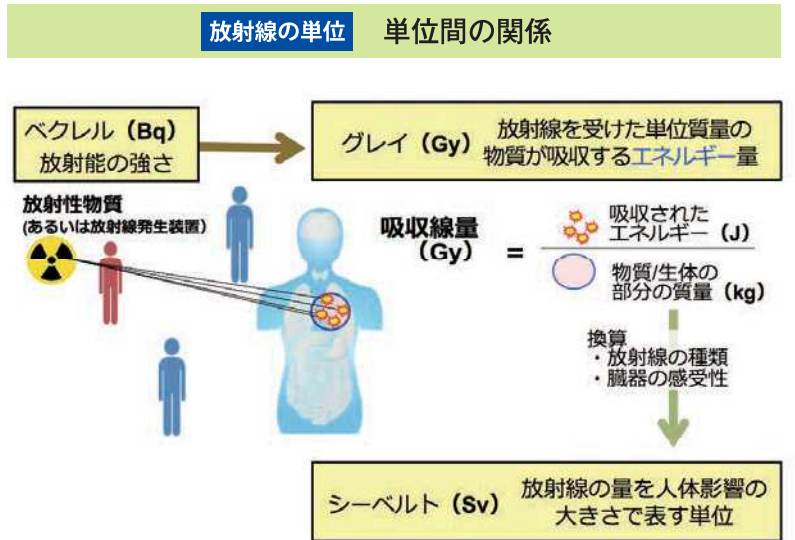 放射線の単位 単位間の関係
ベクレル（Bq）
放射能の強さ
グレイ（Gy） 放射線を受けた単位質量の
物質が吸収するエネルギー量
放射性物質
(あるいは放射線発生装置）
吸収線量
（Gy）
=
吸収された
エネルギー（J）
物質/生体の
部分の質量（kg）
換算
・放射線の種類
・臓器の感受性
シーベルト（Sv） 放射線の量を人体影響の
大きさで表す単位